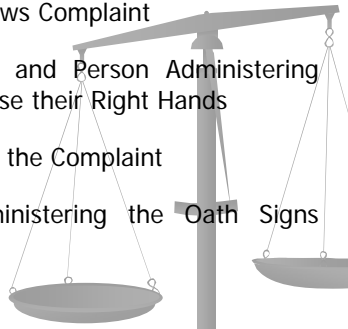 ws Complaint
and Person Administering
se their Right Hands
the Complaint
ministering the Oath Signs